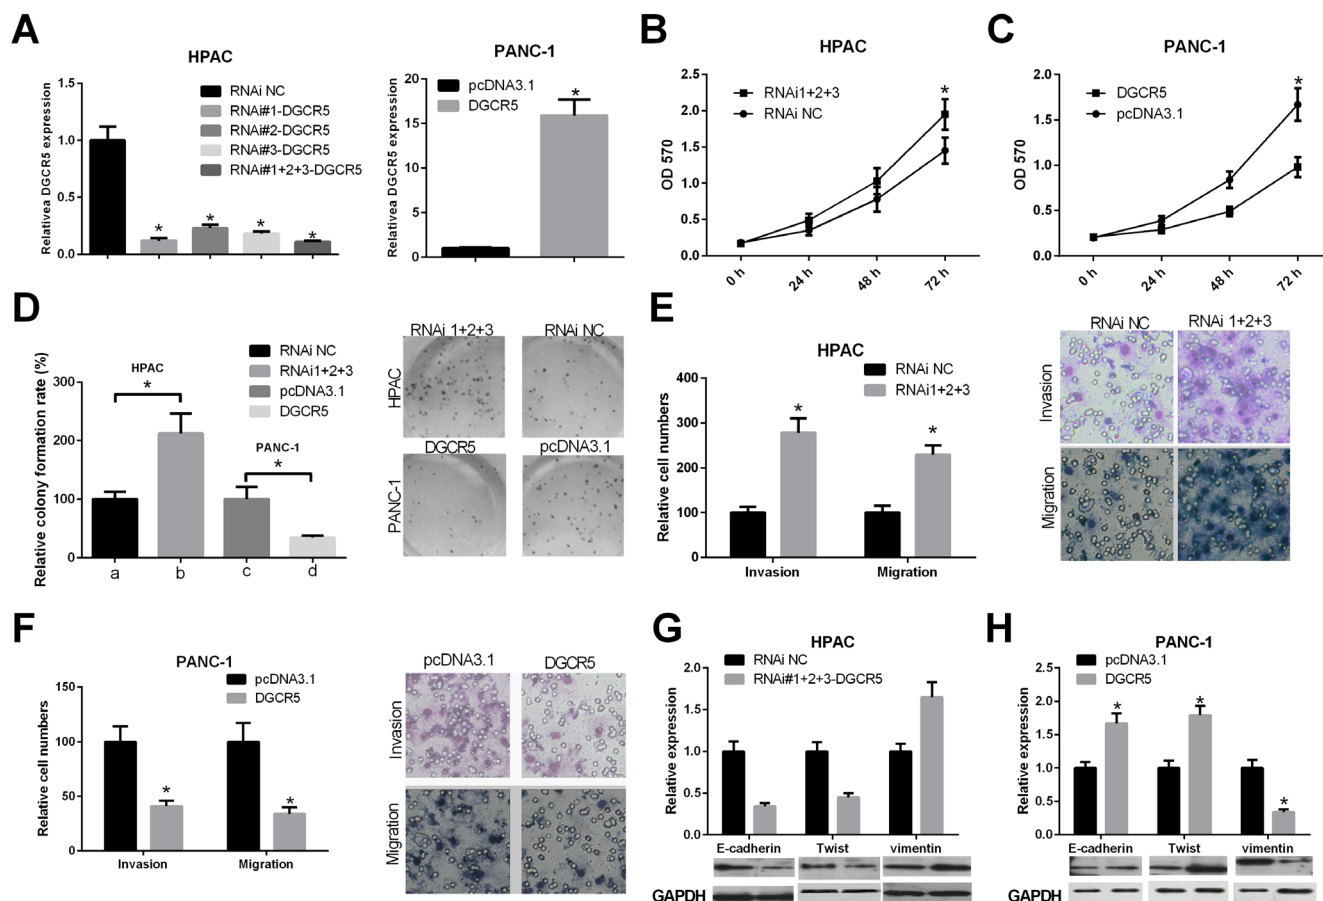 A
HPAC
Relativea DGCR5 expression
1.5
1.0
0.5
0.0
RNAi NC
RNAi#1-DGCR5
RNAi#2-DGCR5
RNAi#3-DGCR5
RNAi#1+2+3-DGCR5
* * * *
PANC-1
Relativea DGCR5 expression
20
15
10
5
0
pcDNA3.1
DGCR5
*
B
HPAC
OD 570
2.5
2.0
1.5
1.0
0.5
0.0
RNAi1+2+3
RNAi NC
*
0 h 24 h 48 h 72 h
C
PANC-1
OD 570
2.0
1.5
1.0
0.5
0.0
DGCR5
pcDNA3.1
*
0 h 24 h 48 h 72 h
D
Relative colony formation rate (%)
300
200
100
0
RNAi NC
RNAi1+2+3
pcDNA3.1
DGCR5
HPAC
*
PANC-1
*
a b c d
RNAi 1+2+3 RNAi NC
HPAC
DGCR5 pcDNA3.1
PANC-1
E
HPAC
Relative cell numbers
400
300
200
100
0
RNAi NC
RNAi1+2+3
* *
Invasion Migration
RNAi NC RNAi 1+2+3
Invasion
Migration
F
PANC-1
Relative cell numbers
150
100
50
0
pcDNA3.1
DGCR5
* *
Invasion Migration
pcDNA3.1 DGCR5
Invasion
Migration
G
HPAC
Relative expression
2.0
1.5
1.0
0.5
0.0
RNAi NC
RNAi#1+2+3-DGCR5
E-cadherin Twist vimentin
GAPDH
H
PANC-1
Relative expression
2.5
2.0
1.5
1.0
0.5
0.0
pcDNA3.1
DGCR5
* * *
E-cadherin Twist vimentin
GAPDH